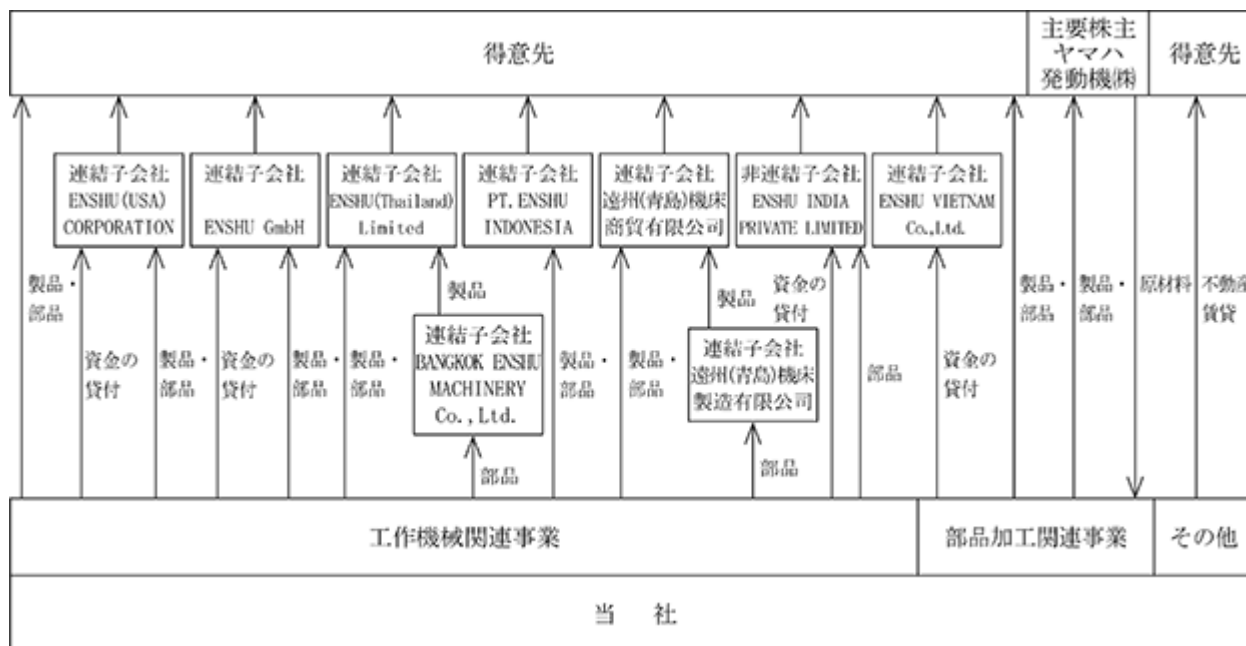 得意先
主要株主
ヤマハ
発動機㈱
得意先
連結子会社
ENSHU(USA)
CORPORATION
連結子会社
ENSHU GmbH
連結子会社
ENSHU(Thailand)
Limited
連結子会社
PT.ENSHU
INDONESIA
連結子会社
遠州(青島)機床
商貿有限公司
非連結子会社
ENSHU INDIA
PRIVATE LIMITED
連結子会社
ENSHU VIETNAM
Co.,Ltd.
製品・
部品
製品
製品
資金の
貸付
製品・
部品
製品・
部品
原材料
不動産
賃貸
連結子会社
BANGKOK ENSHU
MACHINERY
Co.,Ltd.
連結子会社
遠州(青島)機床
製造有限公司
資金の
貸付
製品・
部品
資金の
貸付
製品・
部品
製品・
部品
製品・
部品
製品・
部品
部品
資金の
貸付
部品
部品
工作機械関連事業
部品加工関連事業
その他
当　社